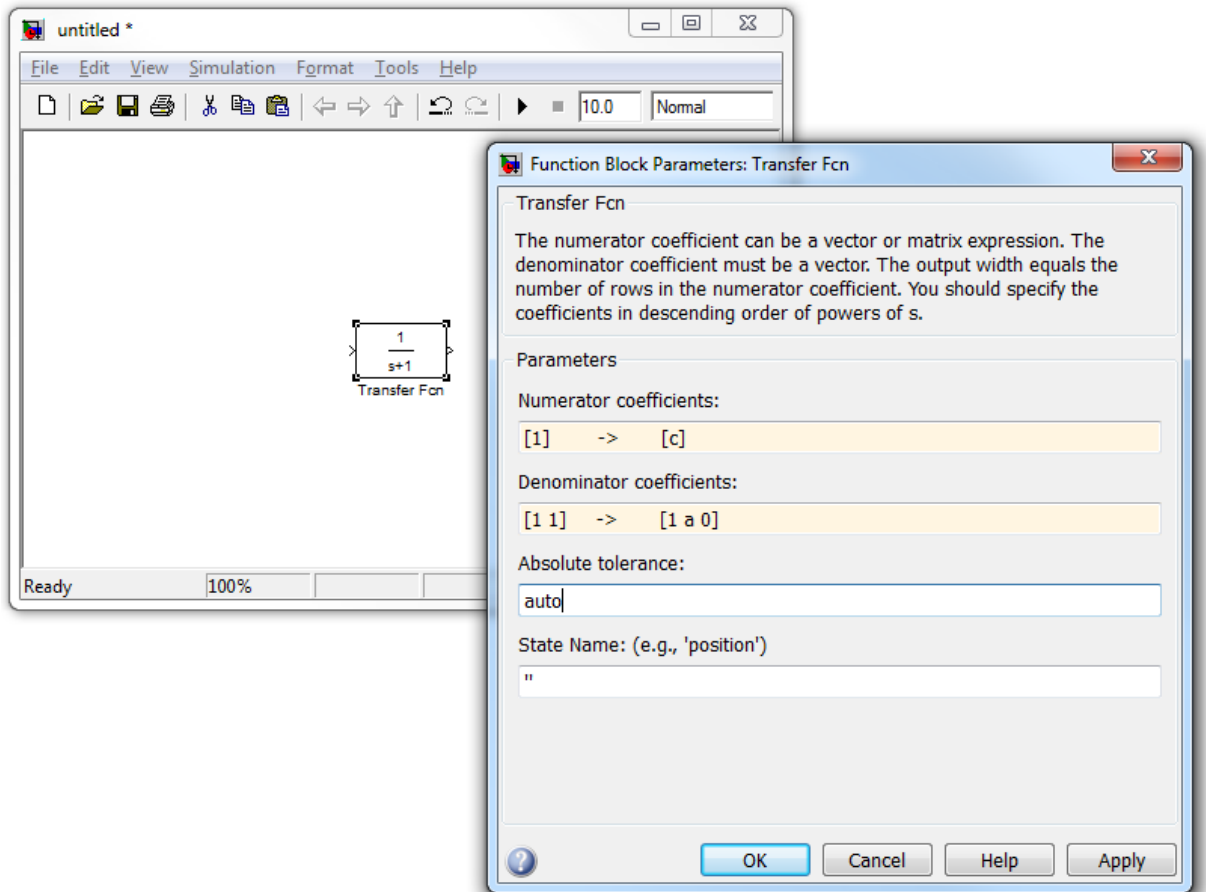 untitled *
File Edit View Simulation Format Tools Help
10.0 Normal
1
s+1
Transfer Fcn
Ready 100%
Function Block Parameters: Transfer Fcn
Transfer Fcn
The numerator coefficient can be a vector or matrix expression. The
denominator coefficient must be a vector. The output width equals the
number of rows in the numerator coefficient. You should specify the
coefficients in descending order of powers of s.
Parameters
Numerator coefficients:
[1] -> [c]
Denominator coefficients:
[1 1] -> [1 a 0]
Absolute tolerance:
auto
State Name: (e.g., 'position')
''
OK Cancel Help Apply